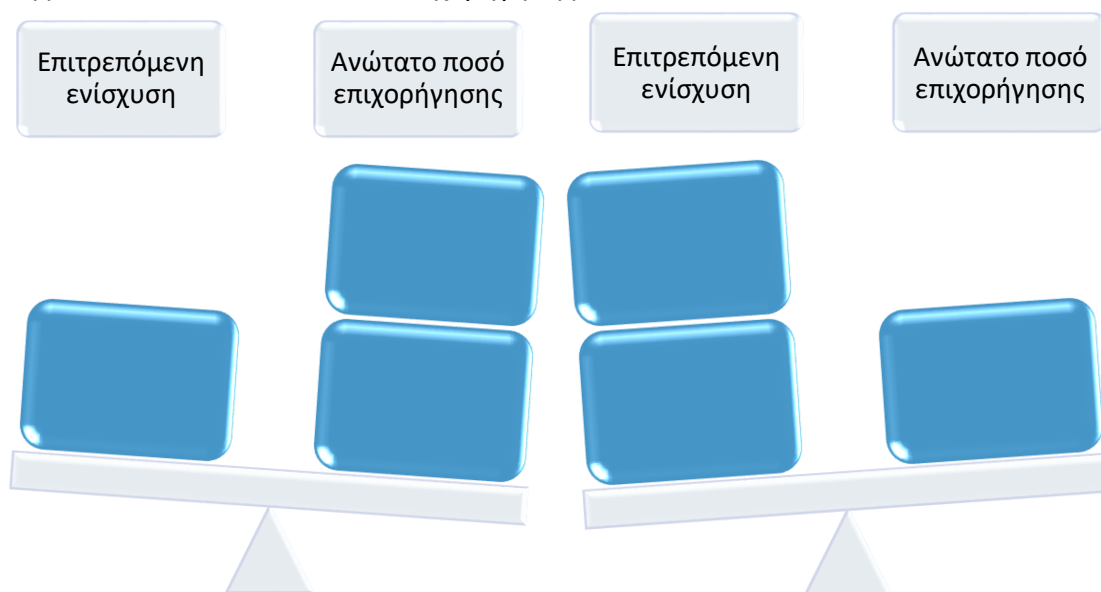 Επιτρεπόμενη
ενίσχυση
Ανώτατο ποσό
επιχορήγησης
Επιτρεπόμενη
ενίσχυση
Ανώτατο ποσό
επιχορήγησης